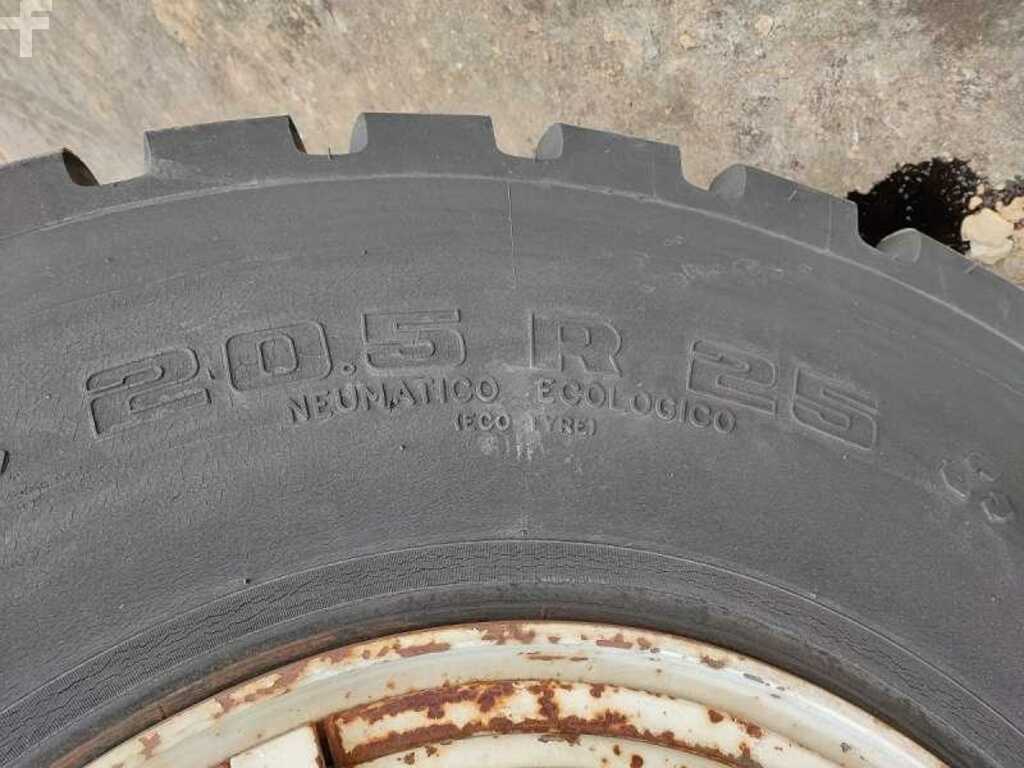 20.5 R 25
NEUMATICO ECOLOGICO
(ECO TYRE)